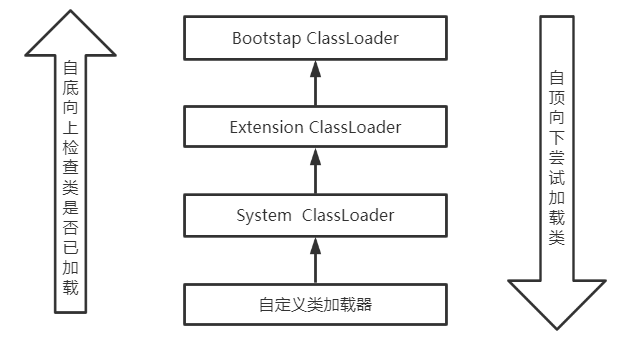 自底向上检查类是否已加载
Bootstap ClassLoader
Extension ClassLoader
System ClassLoader
自定义类加载器
自顶向下尝试加载类